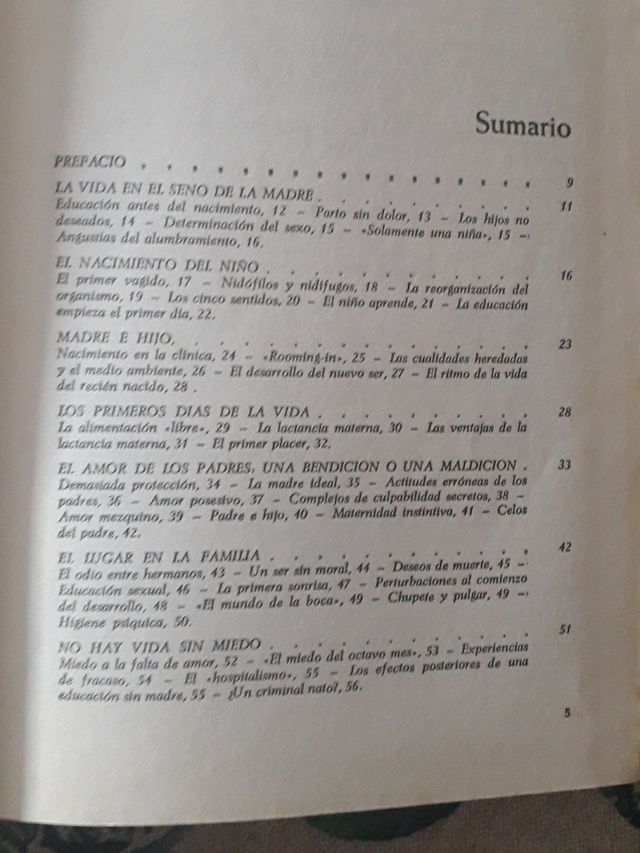 Sumario
PREFACIO . . . . . . . . . . . . . . . . . 9
LA VIDA EN EL SENO DE LA MADRE . . . . . . . . . 11
Educación antes del nacimiento, 12 — Parto sin dolor, 13 — Los hijos no
deseados, 14 — Determinación del sexo, 15 — «Solamente una niña», 15 —
Angustias del alumbramiento, 16.
EL NACIMIENTO DEL NIÑO . . . . . . . . . . . 16
El primer vagido, 17 — Nidófilos y nidífugos, 18 — La reorganización del
organismo, 19 — Los cinco sentidos, 20 — El niño aprende, 21 — La educación
empieza el primer día, 22.
MADRE E HIJO, . . . . . . . . . . . . . . 23
Nacimiento en la clínica, 24 — «Rooming-in», 25 — Las cualidades heredadas
y el medio ambiente, 26 — El desarrollo del nuevo ser, 27 — El ritmo de la vida
del recién nacido, 28 .
LOS PRIMEROS DIAS DE LA VIDA . . . . . . . . . 28
La alimentación «libre», 29 — La lactancia materna, 30 — Las ventajas de la
lactancia materna, 31 — El primer placer, 32.
EL AMOR DE LOS PADRES, UNA BENDICION O UNA MALDICION . 33
Demasiada protección, 34 — La madre ideal, 35 — Actitudes erróneas de los
padres, 36 — Amor posesivo, 37 — Complejos de culpabilidad secretos, 38 —
Amor mezquino, 39 — Padre e hijo, 40 — Maternidad instintiva, 41 — Celos
del padre, 42.
EL LUGAR EN LA FAMILIA . . . . . . . . . . . 42
El odio entre hermanos, 43 — Un ser sin moral, 44 — Deseos de muerte, 45 —
Educación sexual, 46 — La primera sonrisa, 47 — Perturbaciones al comienzo
del desarrollo, 48 — «El mundo de la boca», 49 — Chupete y pulgar, 49 —
Higiene psíquica, 50.
NO HAY VIDA SIN MIEDO . . . . . . . . . . . 51
Miedo a la falta de amor, 52 — «El miedo del octavo mes», 53 — Experiencias
de fracaso, 54 — El «hospitalismo», 55 — Los efectos posteriores de una
educación sin madre, 55 — ¿Un criminal nato?, 56.
5